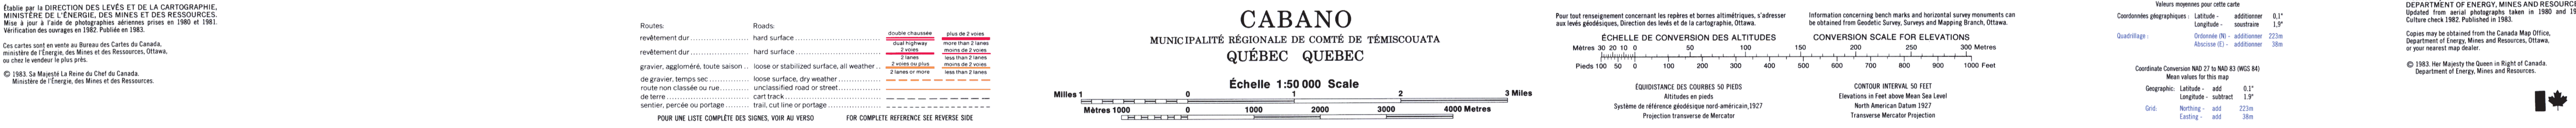 Établie par la DIRECTION DES LEVÉS ET DE LA CARTOGRAPHIE,
MINISTÈRE DE L'ÉNERGIE, DES MINES ET DES RESSOURCES.
Mise à jour à l'aide de photographies aériennes prises en 1980 et 1981.
Vérification des ouvrages en 1982. Publiée en 1983.
Ces cartes sont en vente au Bureau des Cartes du Canada,
ministère de l'Énergie, des Mines et des Ressources, Ottawa,
ou chez le vendeur le plus près.
© 1983. Sa Majesté La Reine du Chef du Canada.
Ministère de l'Énergie, des Mines et des Ressources.
Routes: Roads:
revêtement dur hard surface
double chaussée plus de 2 voies
dual highway more than 2 lanes
revêtement dur hard surface
2 voies moins de 2 voies
2 lanes less than 2 lanes
gravier, aggloméré, toute saison loose or stabilized surface, all weather
2 voies ou plus moins de 2 voies
2 lanes or more less than 2 lanes
de gravier, temps sec loose surface, dry weather
route non classée ou rue unclassified road or street
de terre cart track
sentier, percée ou portage trail, cut line or portage
POUR UNE LISTE COMPLÈTE DES SIGNES, VOIR AU VERSO FOR COMPLETE REFERENCE SEE REVERSE SIDE
CABANO
MUNICIPALITÉ RÉGIONALE DE COMTÉ DE TÉMISCOUATA
QUÉBEC QUEBEC
Échelle 1:50 000 Scale
Milles 1 0 1 2 3 Miles
Mètres 1000 0 1000 2000 3000 4000 Metres
Pour tout renseignement concernant les repères et bornes altimétriques, s'adresser
aux levés géodésiques, Direction des levés et de la cartographie, Ottawa.
Information concerning bench marks and horizontal survey monuments can
be obtained from Geodetic Survey, Surveys and Mapping Branch, Ottawa.
ÉCHELLE DE CONVERSION DES ALTITUDES CONVERSION SCALE FOR ELEVATIONS
Mètres 30 20 10 0 50 100 150 200 250 300 Metres
Pieds 100 50 0 100 200 300 400 500 600 700 800 900 1000 Feet
ÉQUIDISTANCE DES COURBES 50 PIEDS
Altitudes en pieds
Système de référence géodésique nord-américain,1927
Projection transverse de Mercator
CONTOUR INTERVAL 50 FEET
Elevations in Feet above Mean Sea Level
North American Datum 1927
Transverse Mercator Projection
Valeurs moyennes pour cette carte
Coordonnées géographiques : Latitude - additionner 0,1"
Longitude - soustraire 1,9"
Quadrillage : Ordonnée (N) - additionner 223m
Abscisse (E) - additionner 38m
Coordinate Conversion NAD 27 to NAD 83 (WGS 84)
Mean values for this map
Geographic: Latitude - add 0.1"
Longitude - subtract 1.9"
Grid: Northing - add 223m
Easting - add 38m
DEPARTMENT OF ENERGY, MINES AND RESOURC
Updated from aerial photographs taken in 1980 and 19
Culture check 1982. Published in 1983.
Copies may be obtained from the Canada Map Office,
Department of Energy, Mines and Resources, Ottawa,
or your nearest map dealer.
© 1983. Her Majesty the Queen in Right of Canada.
Department of Energy, Mines and Resources.